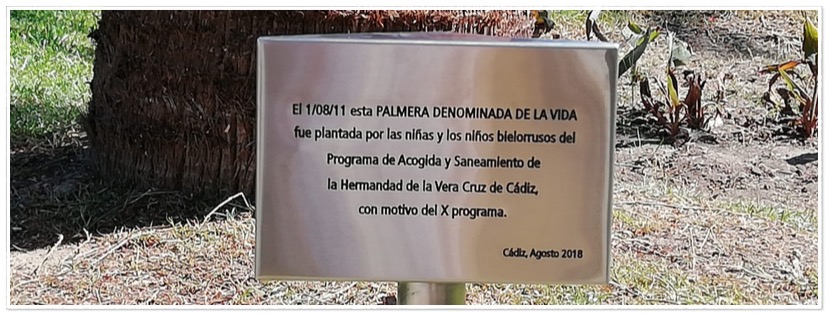 El 1/08/11 esta PALMERA DENOMINADA DE LA VIDA
fue plantada por las niñas y los niños bielorrusos del
Programa de Acogida y Saneamiento de
la Hermandad de la Vera Cruz de Cádiz,
con motivo del X programa.
Cádiz, Agosto 2018